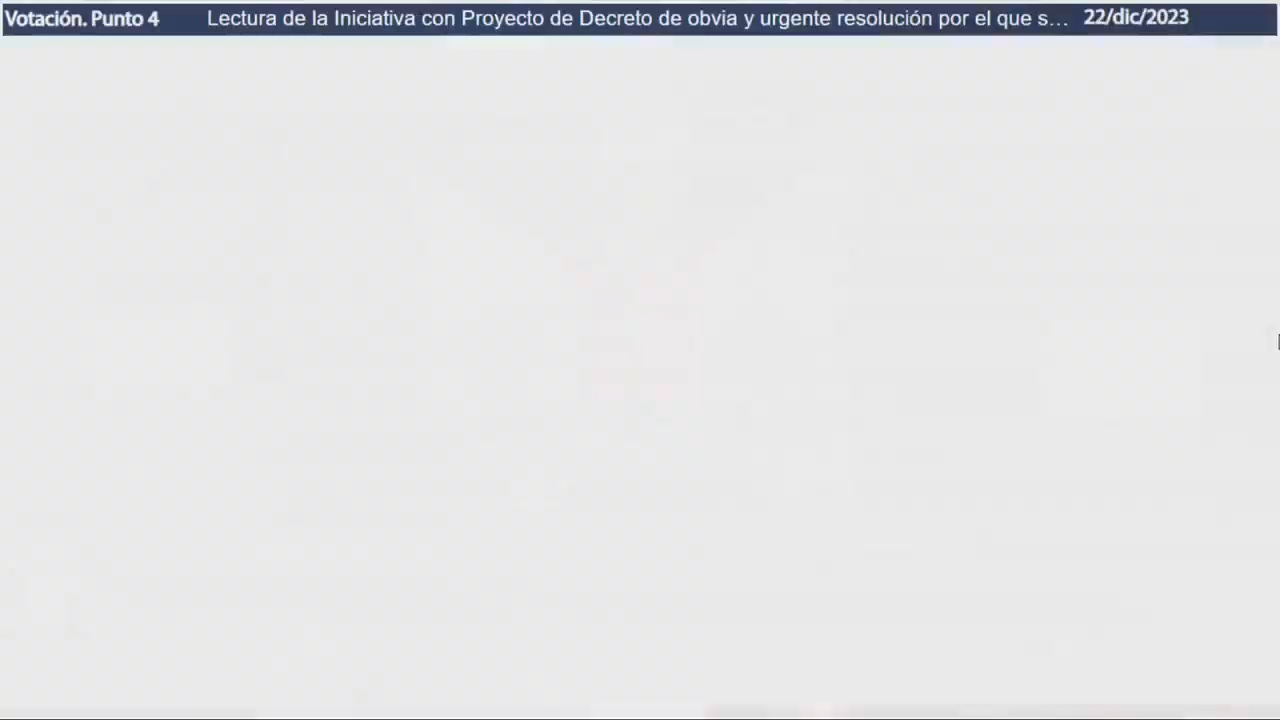 Votación. Punto 4 Lectura de la Iniciativa con Proyecto de Decreto de obvia y urgente resolución por el que s... 22/dic/2023